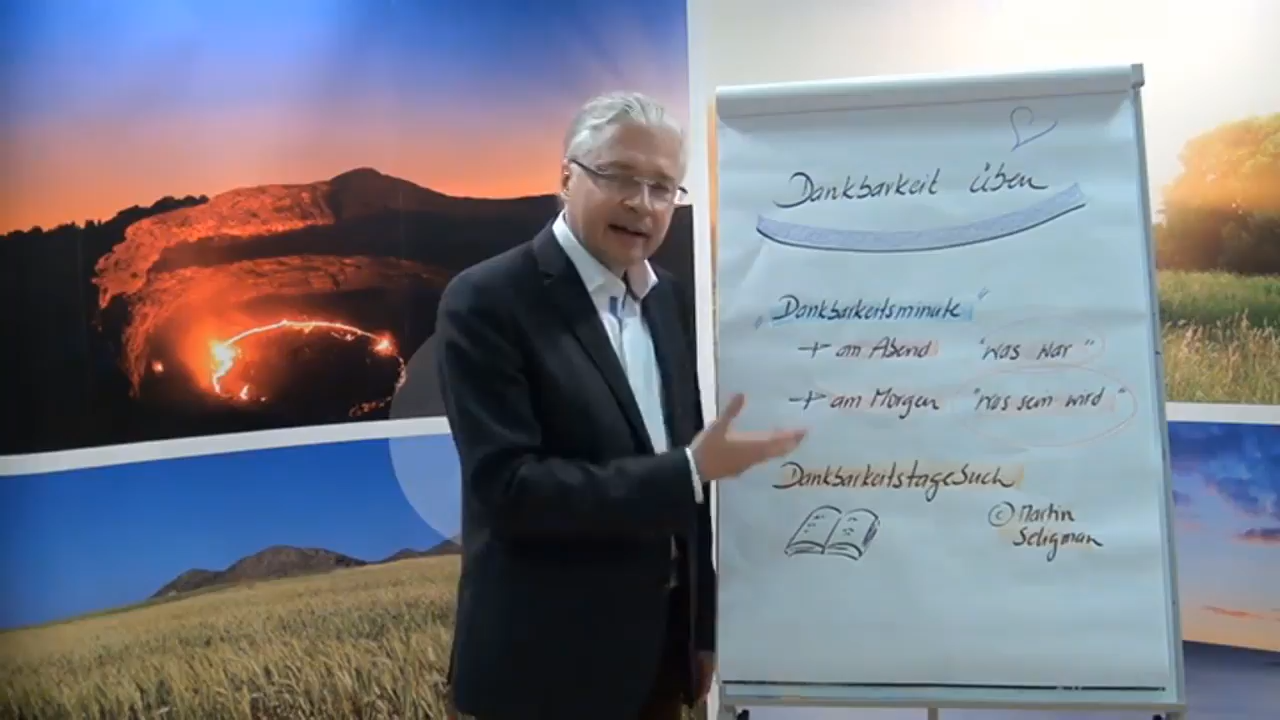 Dankbarkeit üben
"Dankbarkeitsminute"
+ am Abend "was war"
+ am Morgen "was sein wird"
Dankbarkeitstagebuch
© Martin
Seligman